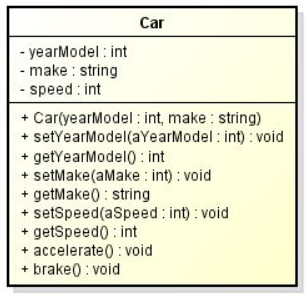 Car
- yearModel : int
- make : string
- speed : int
+ Car(yearModel : int, make : string)
+ setYearModel(aYearModel : int) : void
+ getYearModel() : int
+ setMake(aMake : int) : void
+ getMake() : string
+ setSpeed(aSpeed : int) : void
+ getSpeed() : int
+ accelerate() : void
+ brake() : void